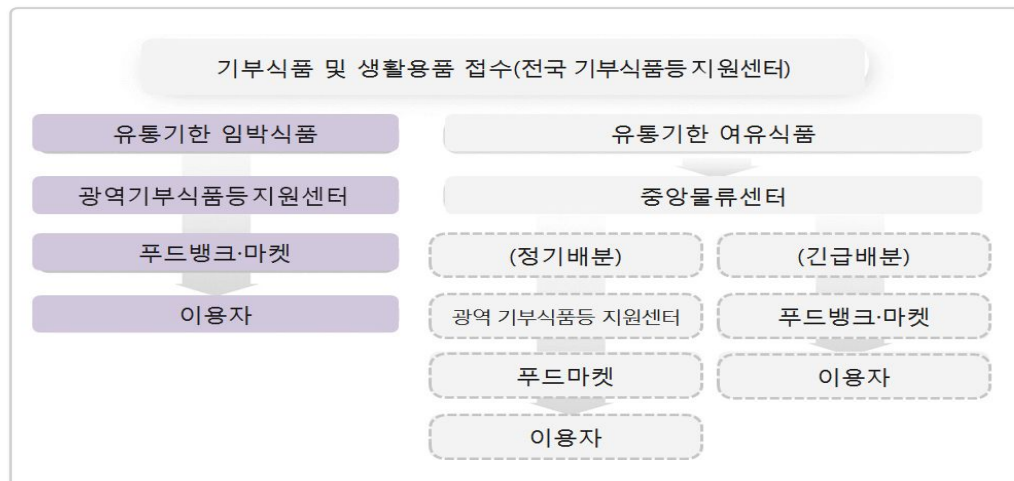 기부식품 및 생활용품 접수(전국 기부식품등 지원센터)
유통기한 임박식품
광역기부식품등지원센터
푸드뱅크·마켓
이용자
유통기한 여유식품
중앙물류센터
(정기배분)
광역 기부식품등 지원센터
푸드마켓
이용자
(긴급배분)
푸드뱅크·마켓
이용자